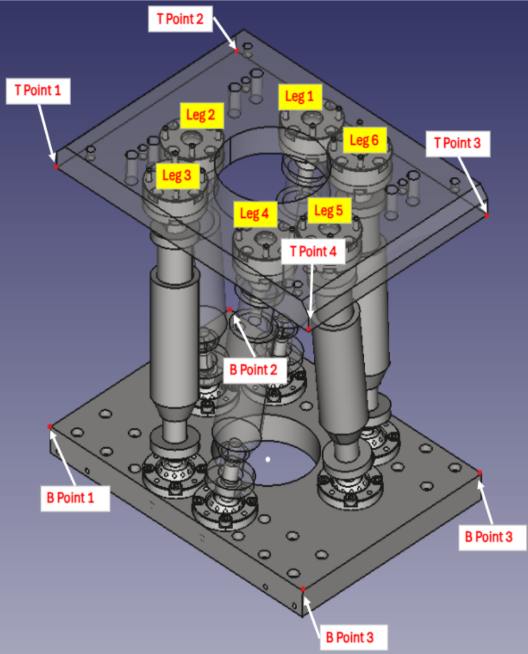 T Point 2
T Point 1
Leg 1
Leg 2
Leg 6
T Point 3
Leg 3
Leg 4
Leg 5
T Point 4
B Point 2
B Point 1
B Point 3
B Point 3